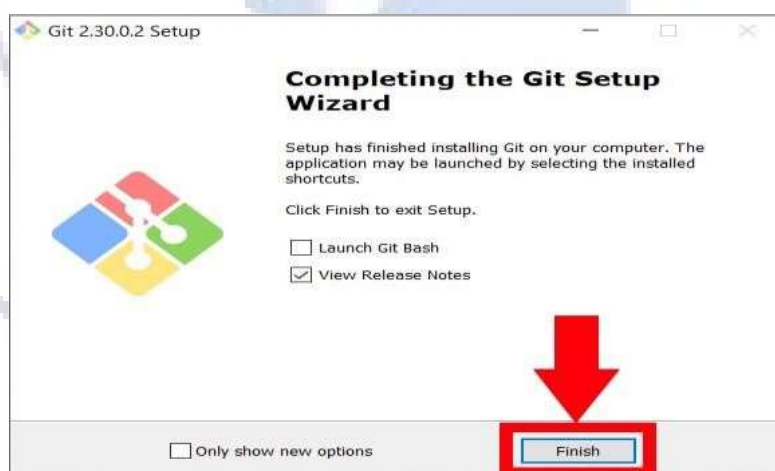 Git 2.30.0.2 Setup
Completing the Git Setup
Wizard
Setup has finished installing Git on your computer. The
application may be launched by selecting the installed
shortcuts.
Click Finish to exit Setup.
Launch Git Bash
View Release Notes
Only show new options
Finish